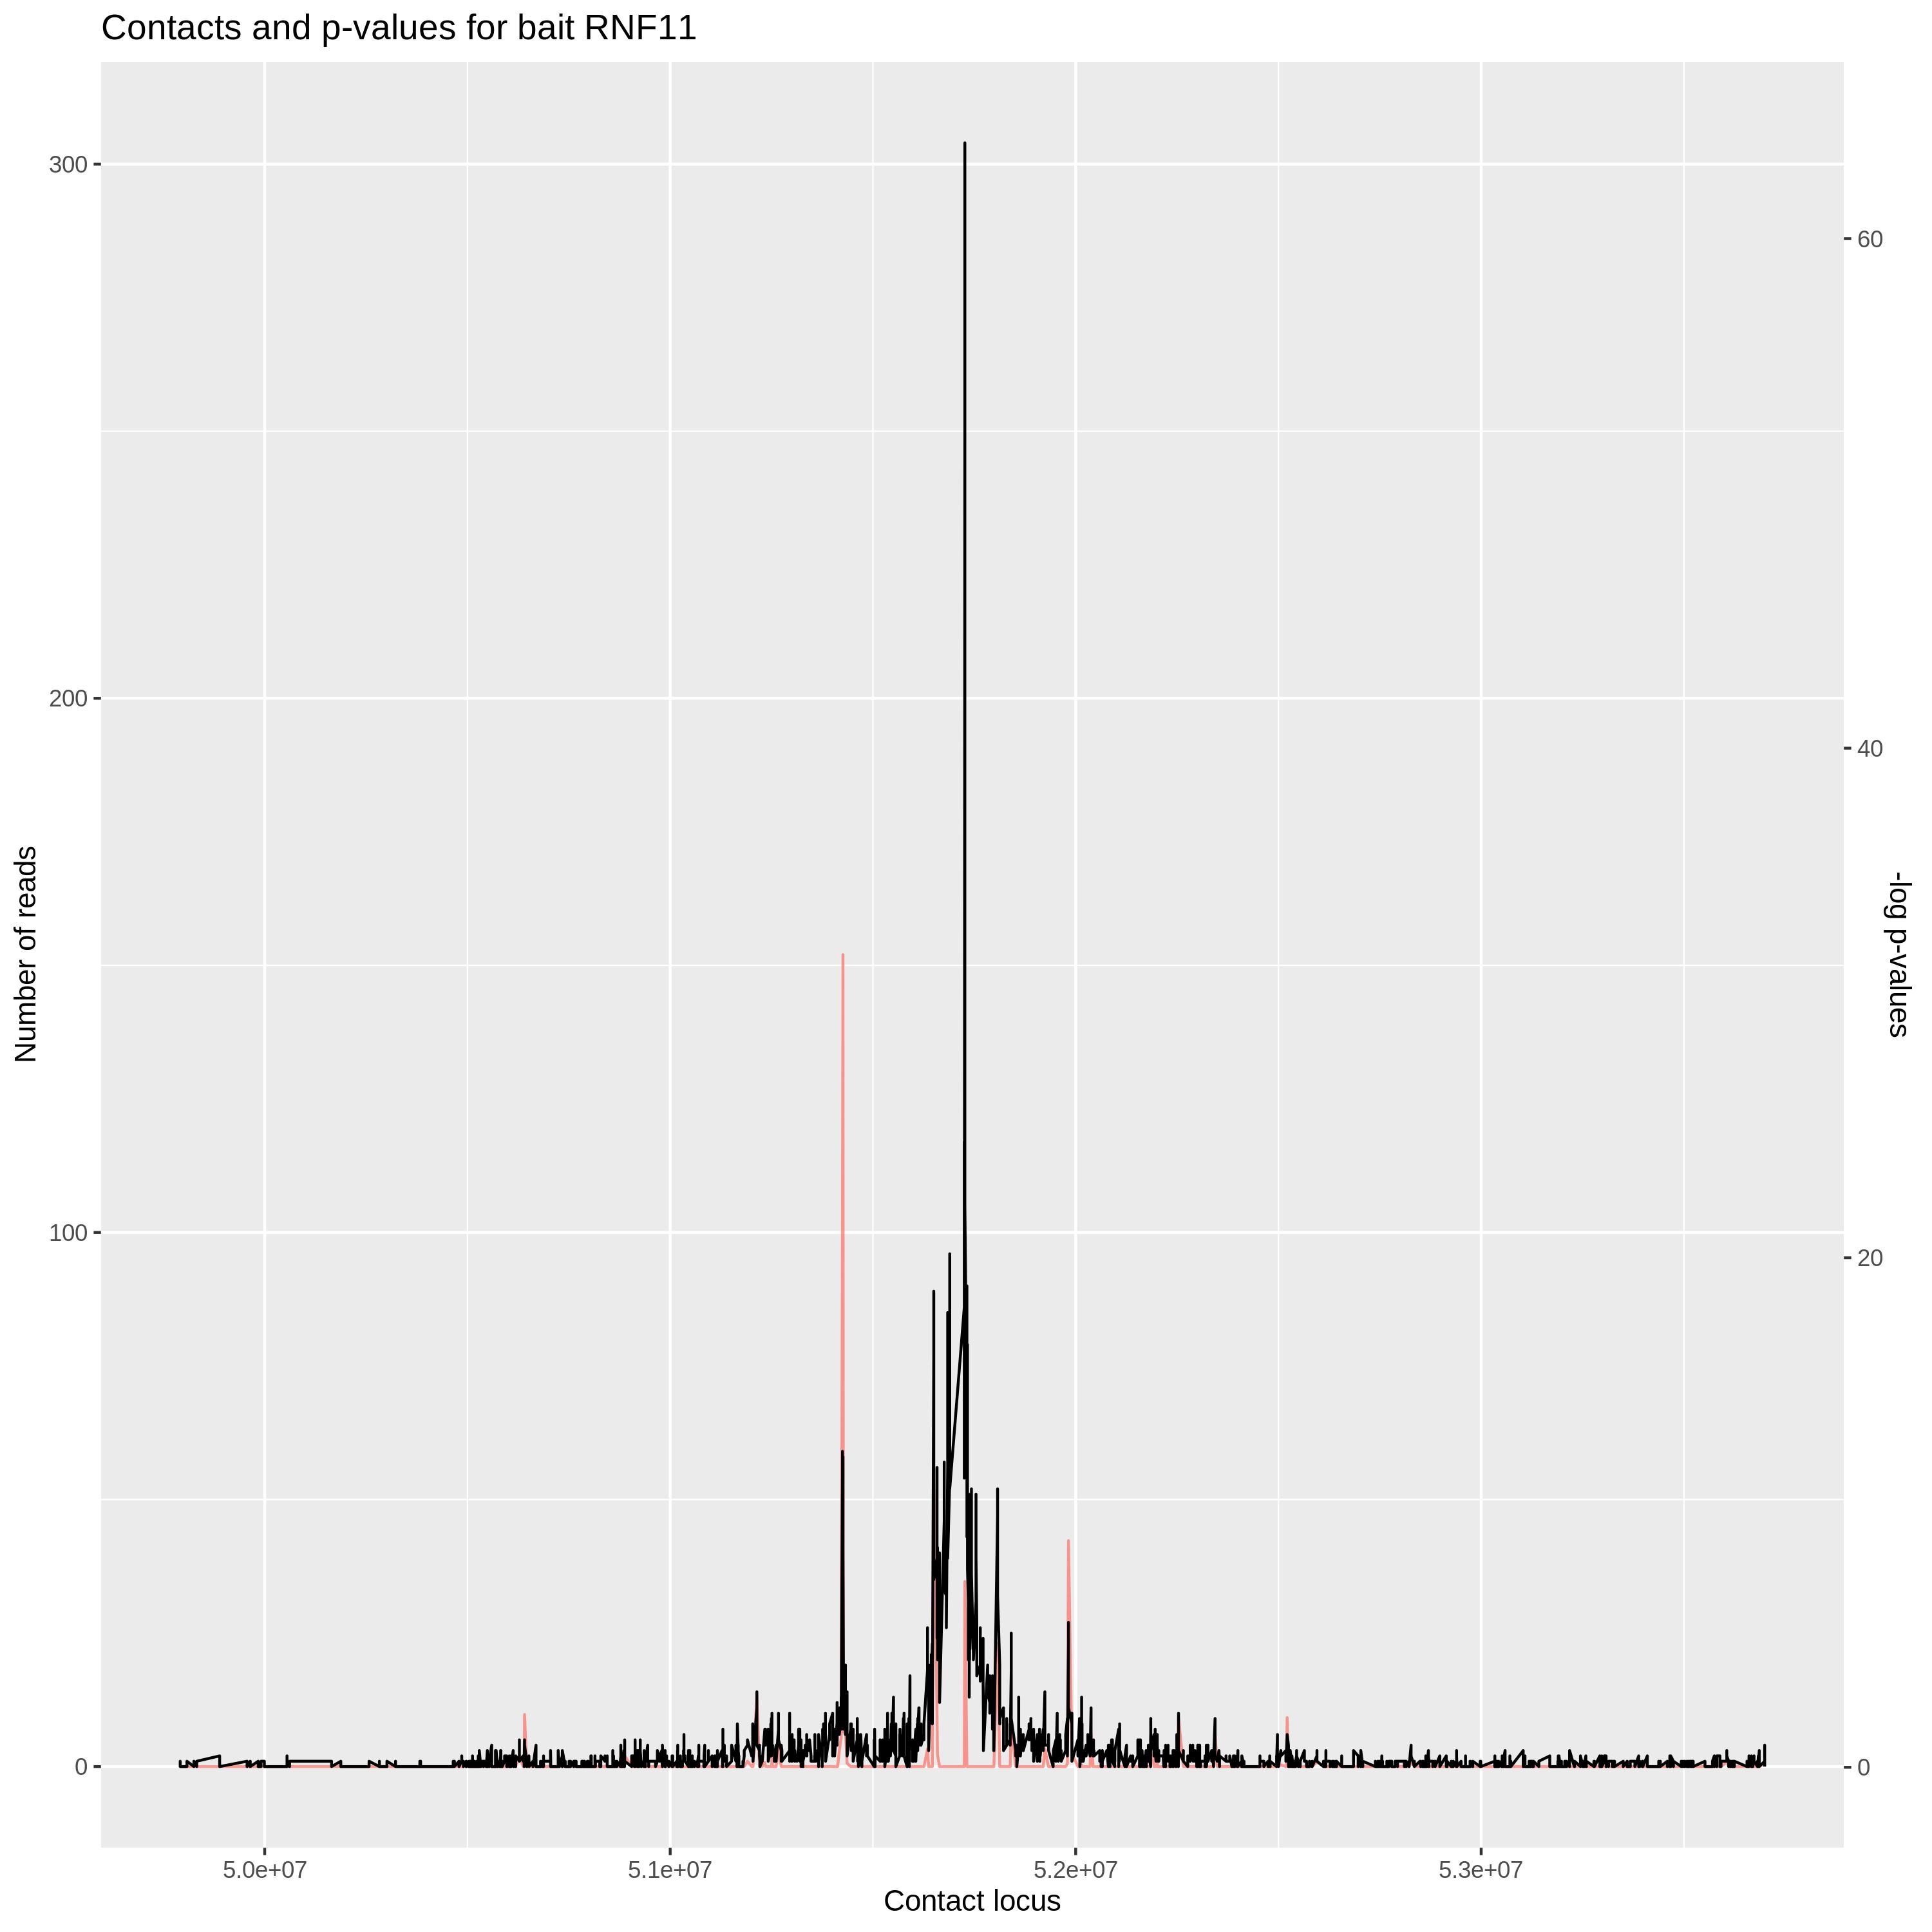 Contacts and p-values for bait RNF11
300
200
100
0
60
40
20
0
Number of reads
-log p-values
5.0e+07 5.1e+07 5.2e+07 5.3e+07
Contact locus